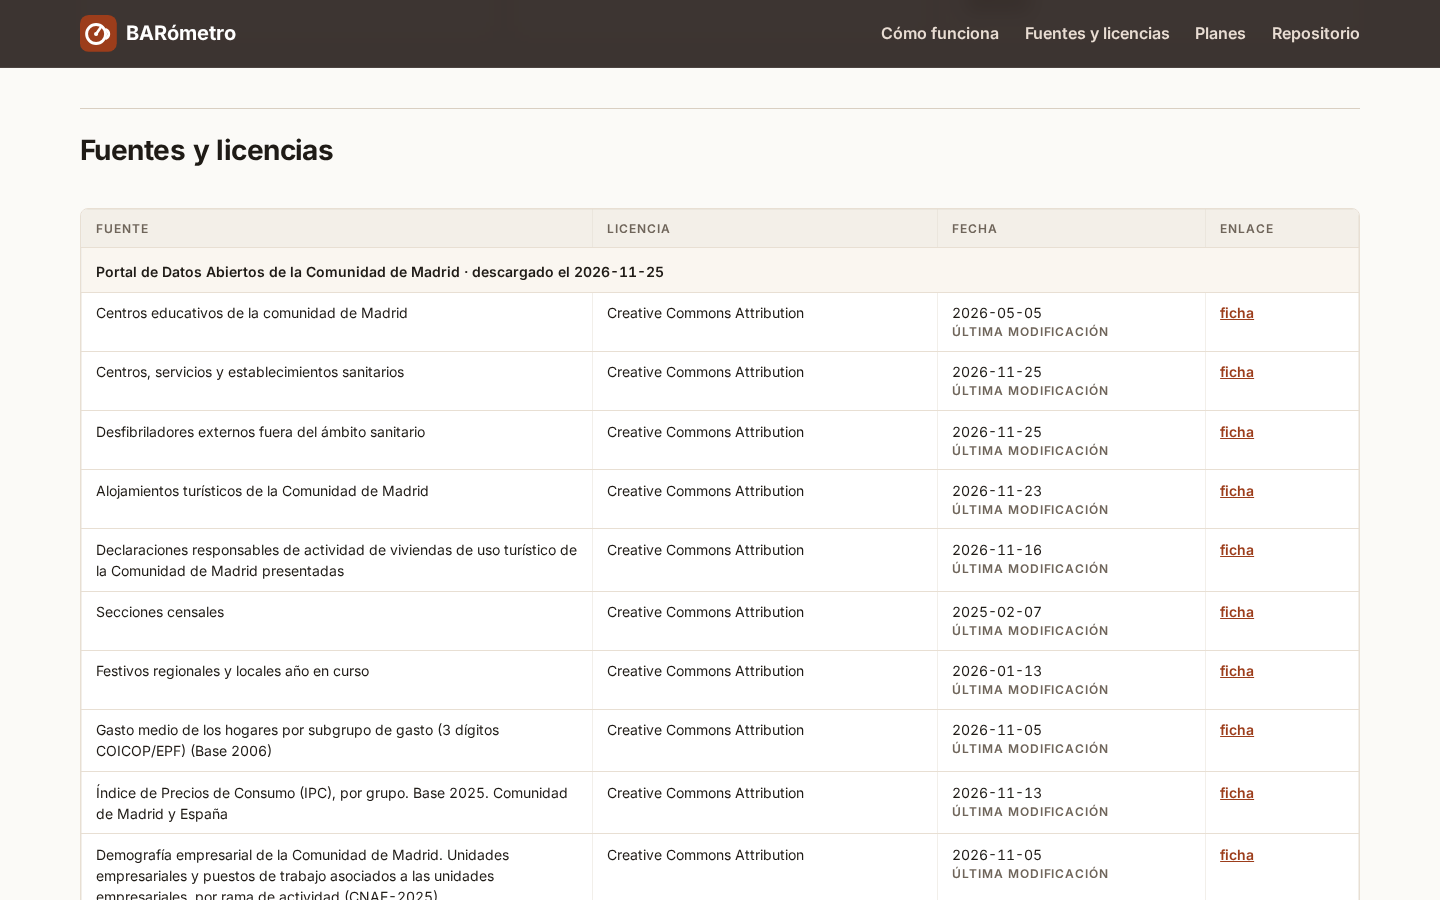 BARómetro
Cómo funciona
Fuentes y licencias
Planes
Repositorio
Fuentes y licencias
FUENTE
LICENCIA
FECHA
ENLACE
Portal de Datos Abiertos de la Comunidad de Madrid · descargado el 2026-11-25
Centros educativos de la comunidad de Madrid
Creative Commons Attribution
2026-05-05
ÚLTIMA MODIFICACIÓN
ficha
Centros, servicios y establecimientos sanitarios
Creative Commons Attribution
2026-11-25
ÚLTIMA MODIFICACIÓN
ficha
Desfibriladores externos fuera del ámbito sanitario
Creative Commons Attribution
2026-11-25
ÚLTIMA MODIFICACIÓN
ficha
Alojamientos turísticos de la Comunidad de Madrid
Creative Commons Attribution
2026-11-23
ÚLTIMA MODIFICACIÓN
ficha
Declaraciones responsables de actividad de viviendas de uso turístico de
la Comunidad de Madrid presentadas
Creative Commons Attribution
2026-11-16
ÚLTIMA MODIFICACIÓN
ficha
Secciones censales
Creative Commons Attribution
2025-02-07
ÚLTIMA MODIFICACIÓN
ficha
Festivos regionales y locales año en curso
Creative Commons Attribution
2026-01-13
ÚLTIMA MODIFICACIÓN
ficha
Gasto medio de los hogares por subgrupo de gasto (3 dígitos
COICOP/EPF) (Base 2006)
Creative Commons Attribution
2026-11-05
ÚLTIMA MODIFICACIÓN
ficha
Índice de Precios de Consumo (IPC), por grupo. Base 2025. Comunidad
de Madrid y España
Creative Commons Attribution
2026-11-13
ÚLTIMA MODIFICACIÓN
ficha
Demografía empresarial de la Comunidad de Madrid. Unidades
empresariales y puestos de trabajo asociados a las unidades
empresariales, por rama de actividad (CNAE-2025)
Creative Commons Attribution
2026-11-05
ÚLTIMA MODIFICACIÓN
ficha